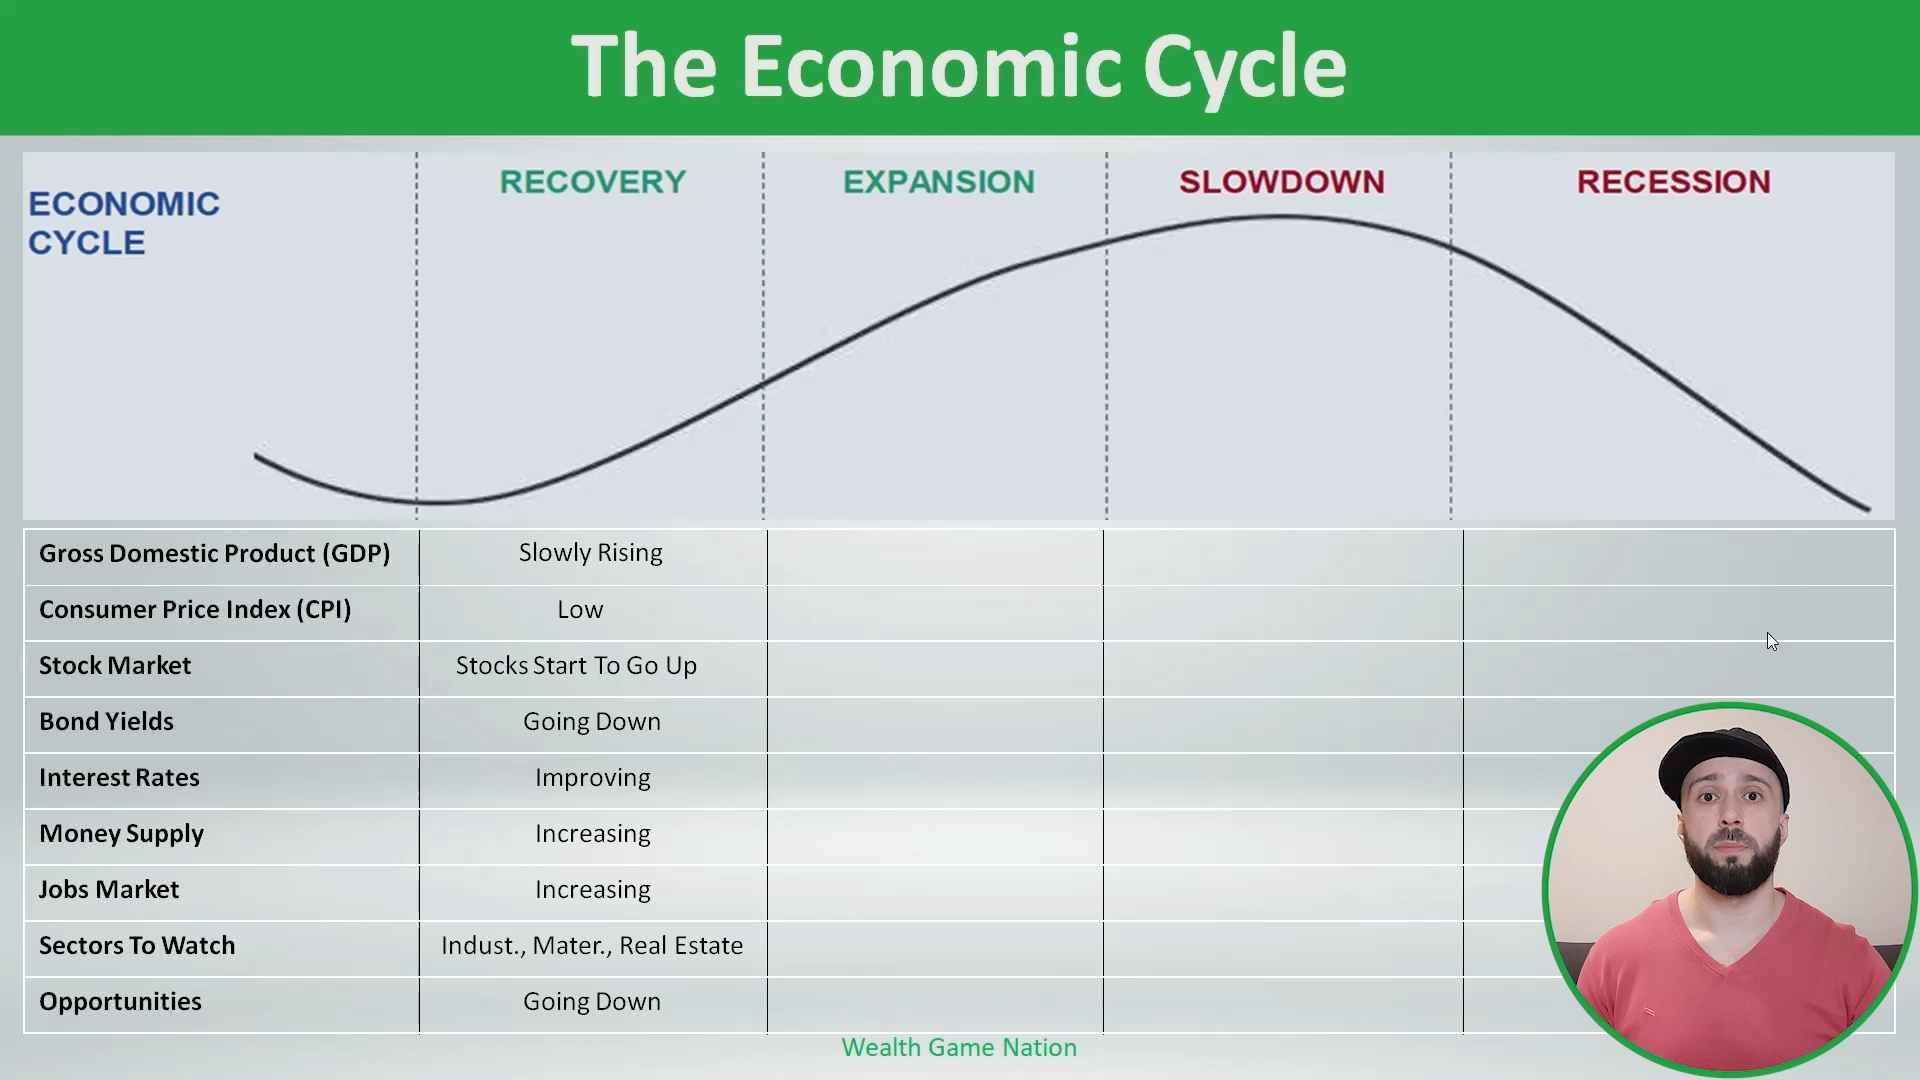 The Economic Cycle
ECONOMIC
CYCLE
RECOVERY
EXPANSION
SLOWDOWN
RECESSION
Gross Domestic Product (GDP) Slowly Rising
Consumer Price Index (CPI) Low
Stock Market Stocks Start To Go Up
Bond Yields Going Down
Interest Rates Improving
Money Supply Increasing
Jobs Market Increasing
Sectors To Watch Indust., Mater., Real Estate
Opportunities Going Down
Wealth Game Nation